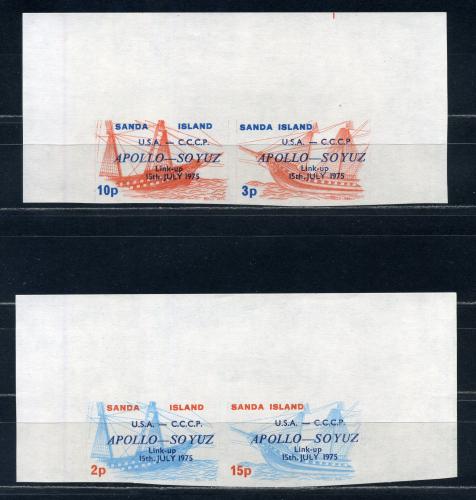 SANDA ISLAND
U.S.A. — C.C.C.P.
APOLLO—SOYUZ
Link-up
15th, JULY 1975
10p
SANDA ISLAND
U.S.A. — C.C.C.P.
APOLLO—SOYUZ
Link-up
15th, JULY 1975
3p
SANDA ISLAND
U.S.A. — C.C.C.P.
APOLLO—SOYUZ
Link-up
15th, JULY 1975
2p
SANDA ISLAND
U.S.A. — C.C.C.P.
APOLLO—SOYUZ
Link-up
15th, JULY 1975
15p